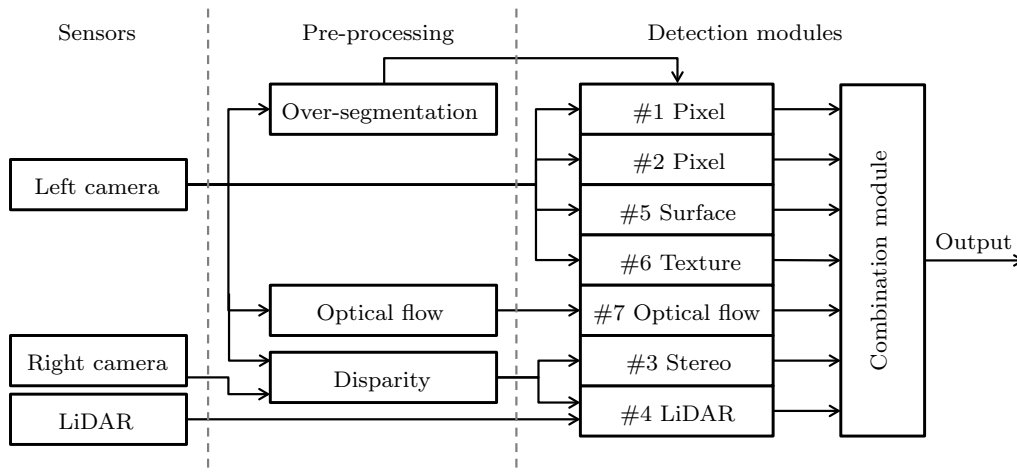 Sensors
Pre-processing
Detection modules
Over-segmentation
#1 Pixel
#2 Pixel
Left camera
#5 Surface
#6 Texture
Output
Optical flow
#7 Optical flow
Combination module
Right camera
Disparity
#3 Stereo
LiDAR
#4 LiDAR